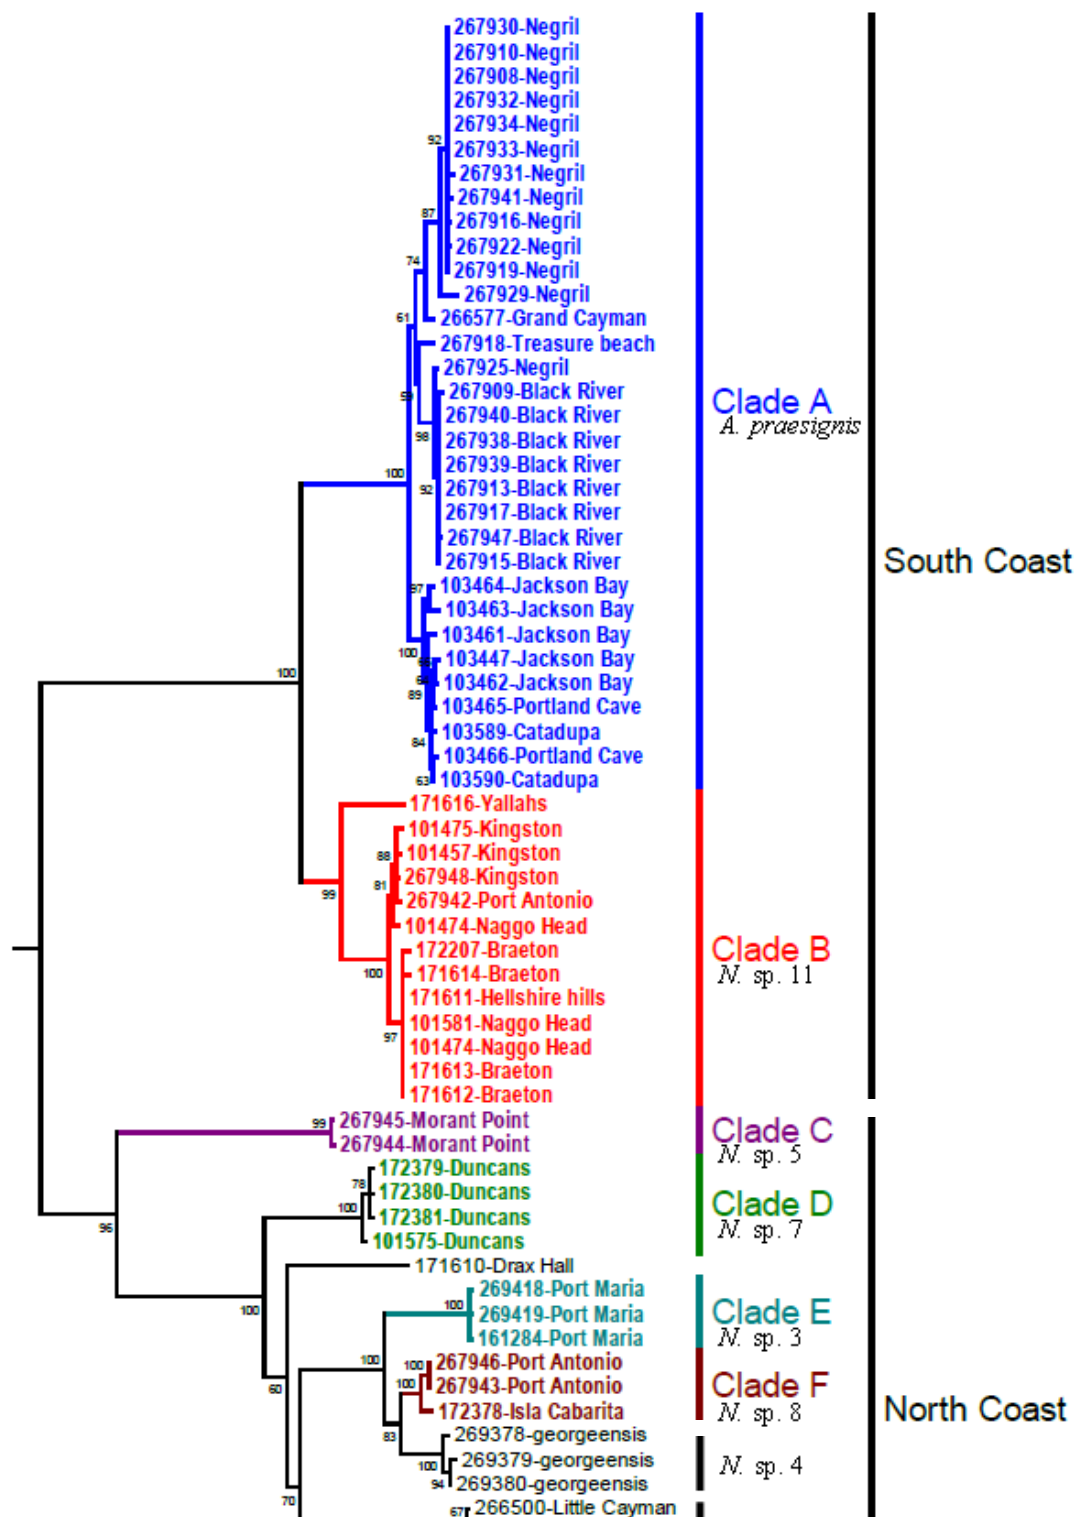 267930-Negril
267910-Negril
267908-Negril
267932-Negril
267934-Negril
92
267933-Negril
267931-Negril
267941-Negril
87
267916-Negril
267922-Negril
74
267919-Negril
267929-Negril
61
266577-Grand Cayman
267918-Treasure beach
267925-Negril
59
267909-Black River
Clade A
267940-Black River
A. praesignis
98
267938-Black River
267939-Black River
100
92
267913-Black River
267917-Black River
267947-Black River
267915-Black River
South Coast
97
103464-Jackson Bay
103463-Jackson Bay
103461-Jackson Bay
100
103447-Jackson Bay
100
103462-Jackson Bay
89
103465-Portland Cave
103589-Catadupa
84
103466-Portland Cave
63
103590-Catadupa
171616-Yallahs
101475-Kingston
88
101457-Kingston
267948-Kingston
81
99
267942-Port Antonio
101474-Naggo Head
172207-Braeton
Clade B
100
171614-Braeton
N. sp. 11
171611-Hellshire hills
101581-Naggo Head
97
101474-Naggo Head
171613-Braeton
171612-Braeton
99
267945-Morant Point
Clade C
267944-Morant Point
N. sp. 5
172379-Duncans
78
172380-Duncans
Clade D
100
172381-Duncans
N. sp. 7
96
101575-Duncans
171610-Drax Hall
269418-Port Maria
100
100
269419-Port Maria
Clade E
161284-Port Maria
N. sp. 3
100
100
267946-Port Antonio
60
100
267943-Port Antonio
Clade F
172378-Isla Cabarita
N. sp. 8
North Coast
83
269378-georgeensis
100
269379-georgeensis
N. sp. 4
94
269380-georgeensis
70
67
266500-Little Cayman